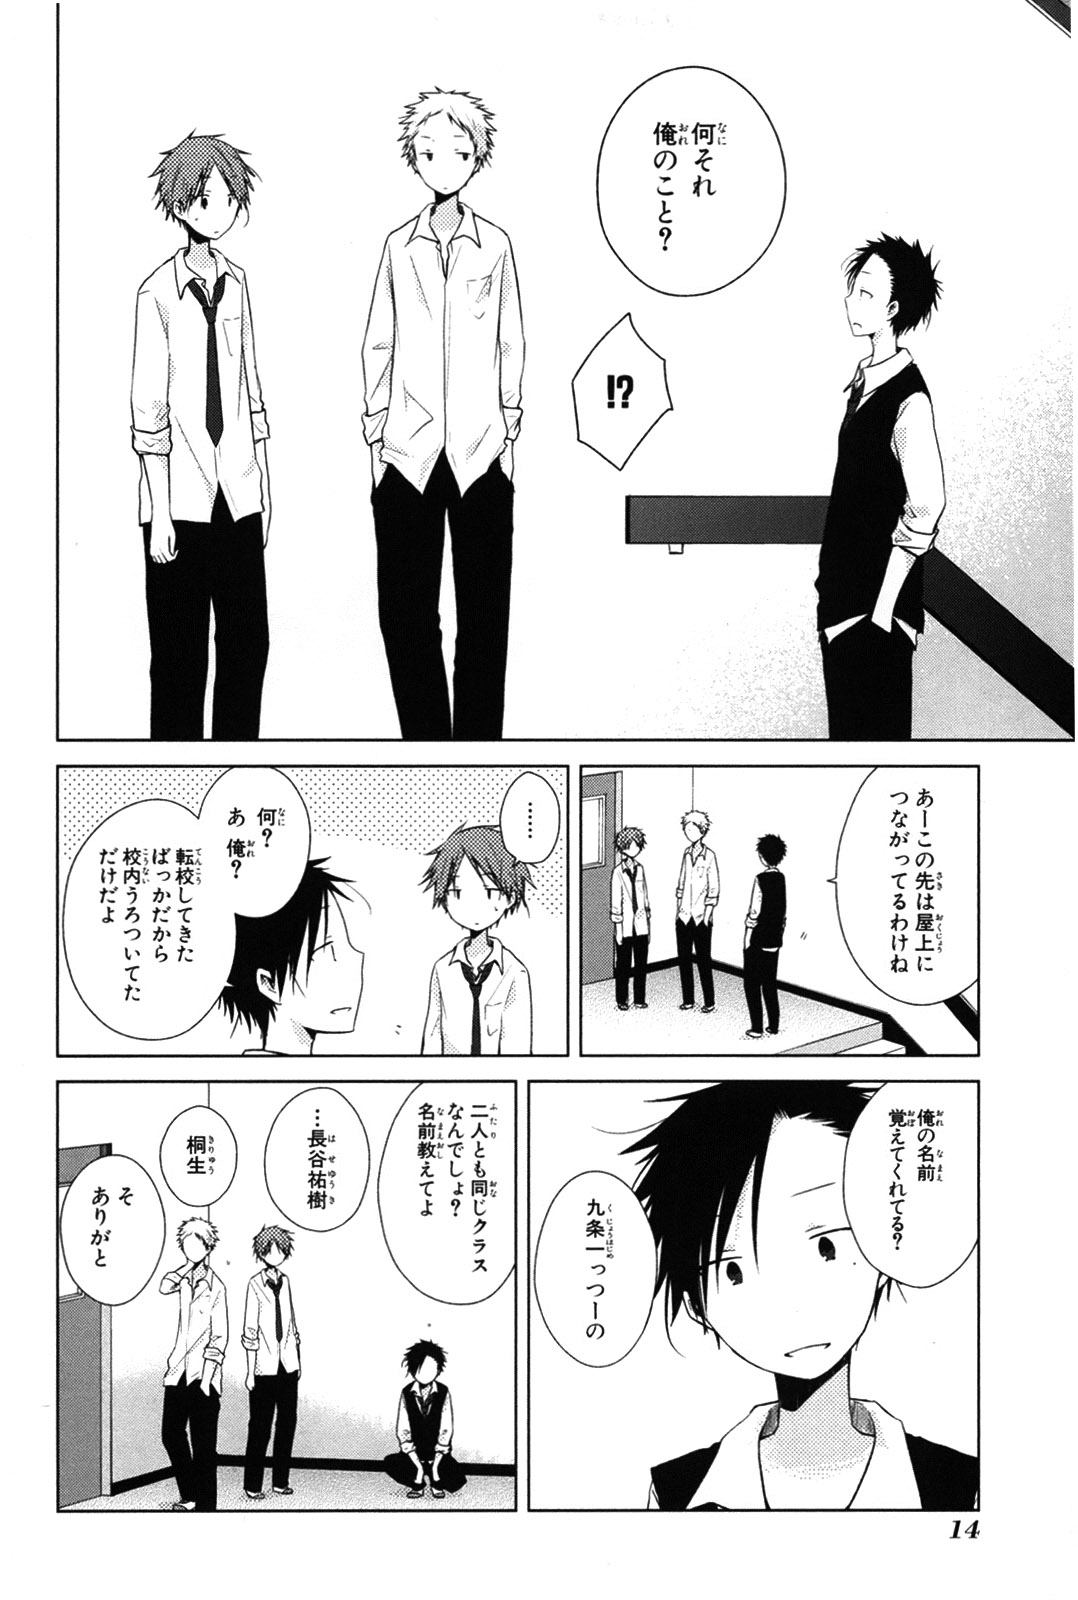 何それ
俺のこと?
!?
あーこの先は屋上に
つながってるわけね
……
何?
あ 俺?
転校してきた
ばっかだから
校内うろついてた
だけだよ
俺の名前
覚えてくれてる?
九条一っつーの
二人とも同じクラス
なんでしょ?
名前教えてよ
…長谷祐樹
桐生
そ
ありがと
14